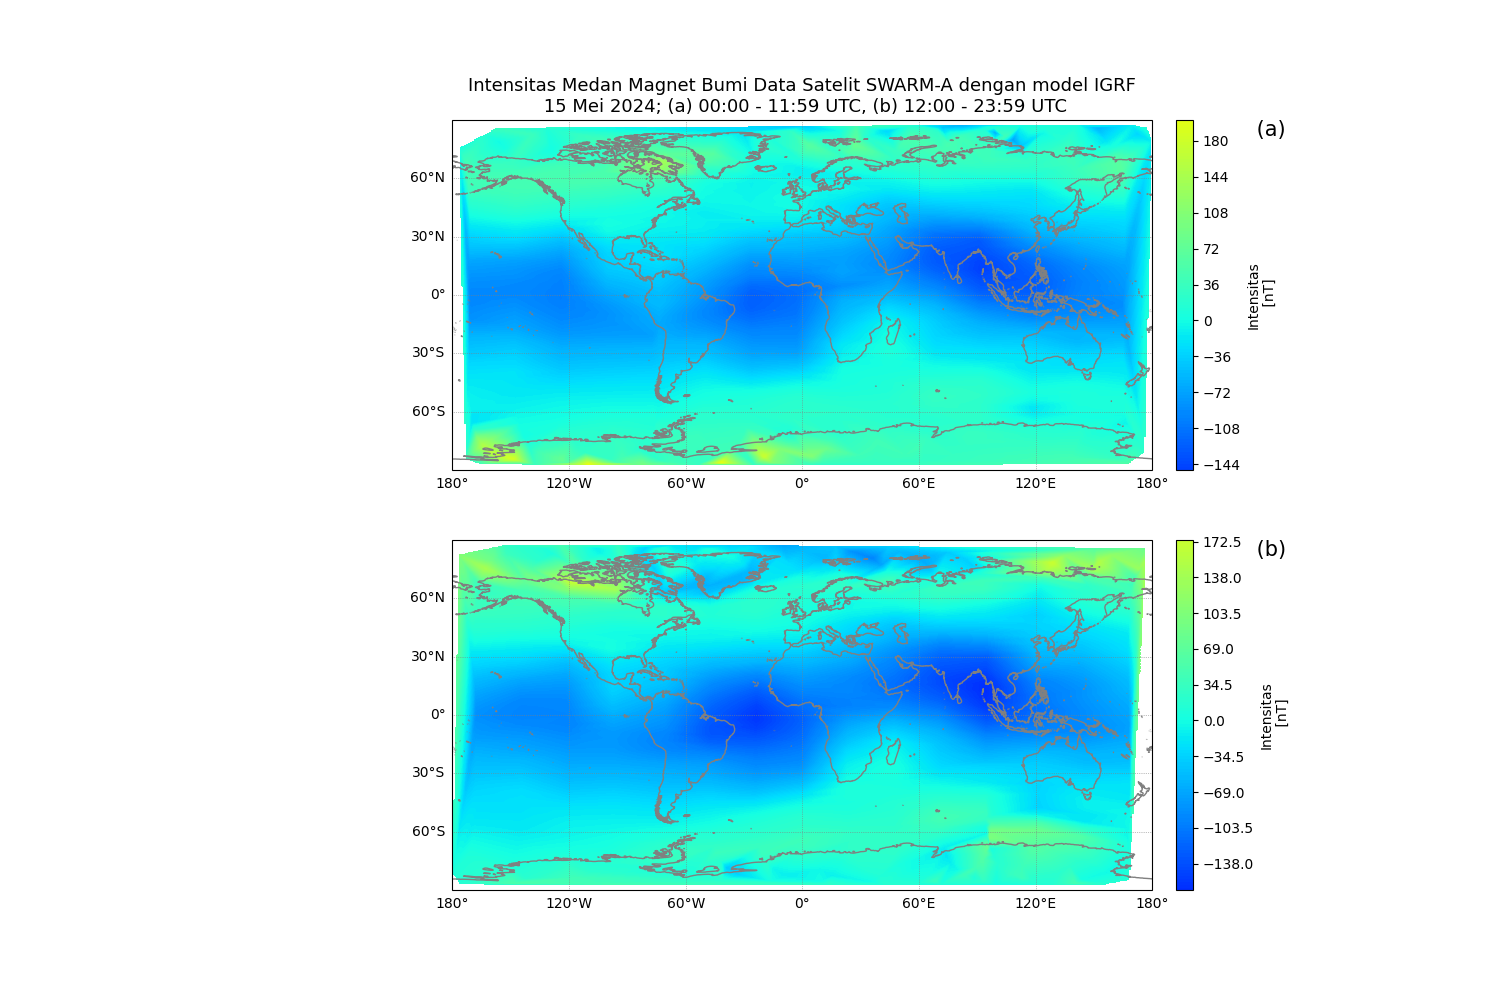 Intensitas Medan Magnet Bumi Data Satelit SWARM-A dengan model IGRF
15 Mei 2024; (a) 00:00 - 11:59 UTC, (b) 12:00 - 23:59 UTC
(a)
60°N
30°N
0°
30°S
60°S
180°
120°W
60°W
0°
60°E
120°E
180°
180
144
108
72
36
0
−36
−72
−108
−144
Intensitas
[nT]
(b)
60°N
30°N
0°
30°S
60°S
180°
120°W
60°W
0°
60°E
120°E
180°
172.5
138.0
103.5
69.0
34.5
0.0
−34.5
−69.0
−103.5
−138.0
Intensitas
[nT]